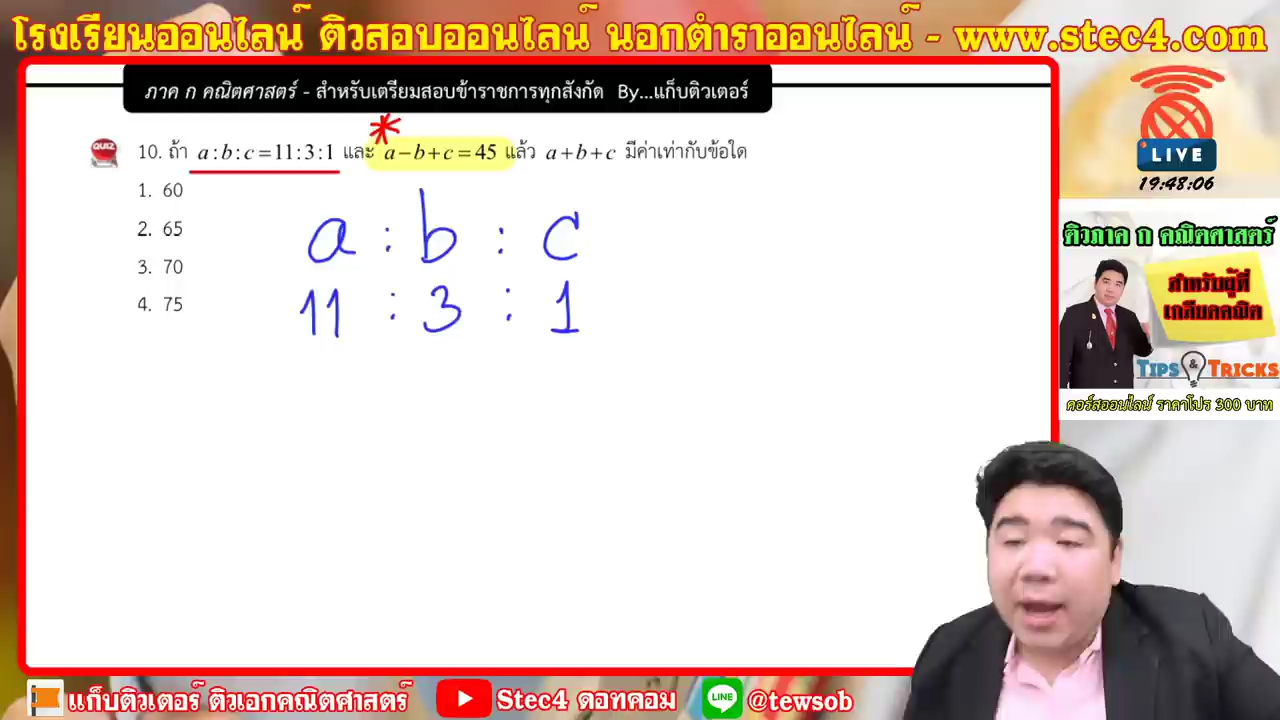 โรงเรียนออนไลน์ ติวสอบออนไลน์ นอกตำราออนไลน์ - www.stec4.com
ภาค ก คณิตศาสตร์ - สำหรับเตรียมสอบข้าราชการทุกสังกัด By...แก็บติวเตอร์
QUIZ
10. ถ้า a:b:c=11:3:1 และ a-b+c=45 แล้ว a+b+c มีค่าเท่ากับข้อใด
*
1. 60
2. 65
3. 70
4. 75
a : b : c
11 : 3 : 1
LIVE
19:48:06
ติวภาค ก คณิตศาสตร์
สำหรับผู้ที่
เกลียดคณิต
TIPS & TRICKS
คอร์สออนไลน์ ราคาโปร 300 บาท
แก็บติวเตอร์ ติวเอกคณิตศาสตร์
Stec4 ดอทคอม
LINE
@tewsob